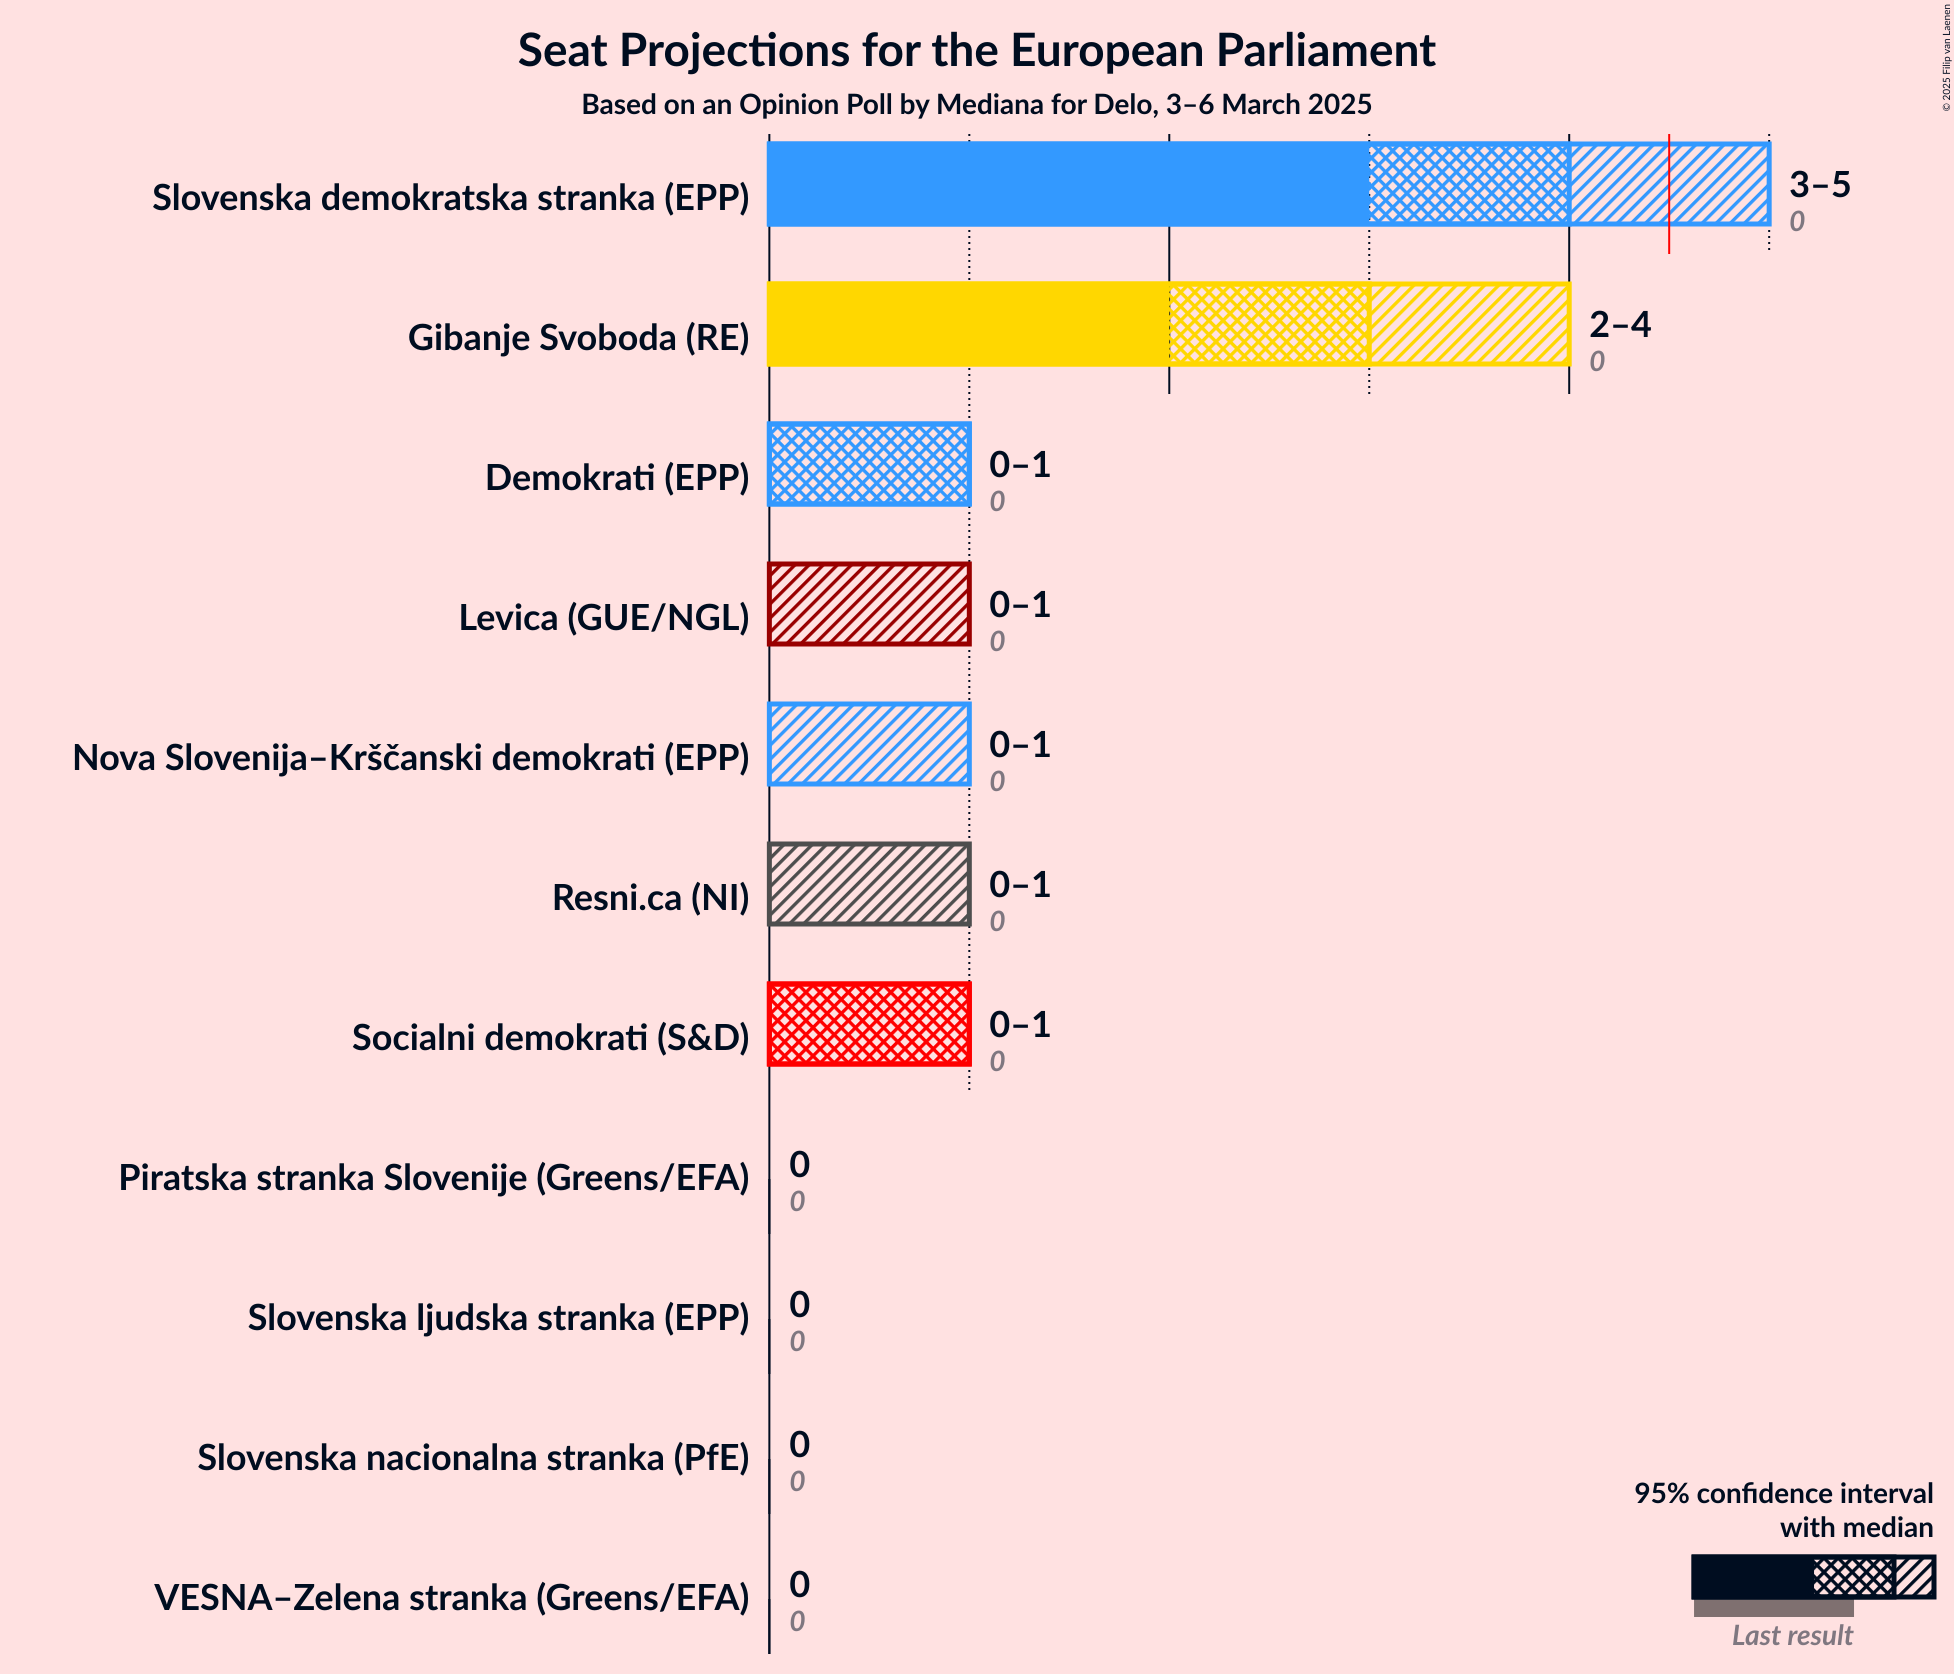 Seat Projections for the European Parliament
Based on an Opinion Poll by Mediana for Delo, 3–6 March 2025
© 2025 Filip van Laenen
Slovenska demokratska stranka (EPP)
3–5
0
Gibanje Svoboda (RE)
2–4
0
Demokrati (EPP)
0–1
0
Levica (GUE/NGL)
0–1
0
Nova Slovenija–Krščanski demokrati (EPP)
0–1
0
Resni.ca (NI)
0–1
0
Socialni demokrati (S&D)
0–1
0
Piratska stranka Slovenije (Greens/EFA)
0
0
Slovenska ljudska stranka (EPP)
0
0
Slovenska nacionalna stranka (PfE)
0
0
VESNA–Zelena stranka (Greens/EFA)
0
0
95% confidence interval
with median
Last result